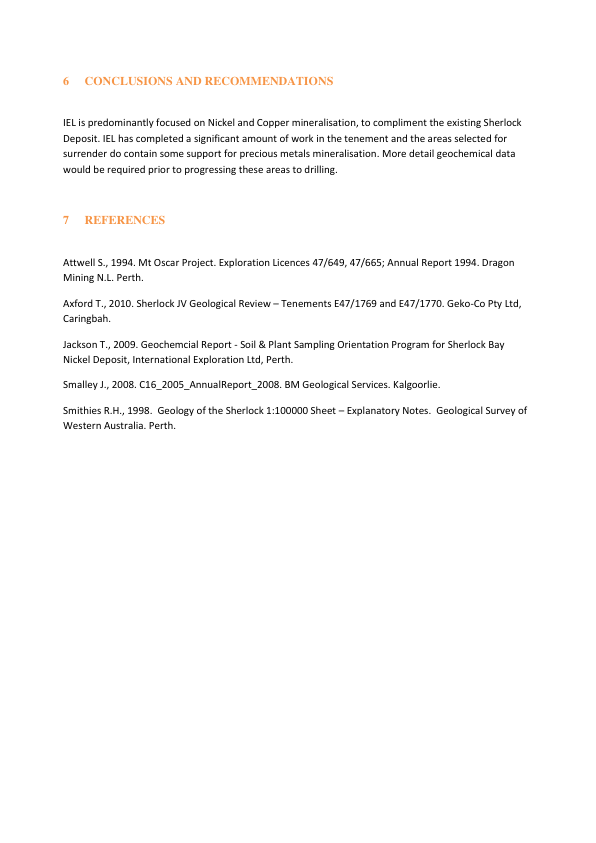 6 CONCLUSIONS AND RECOMMENDATIONS
IEL is predominantly focused on Nickel and Copper mineralisation, to compliment the existing Sherlock
Deposit. IEL has completed a significant amount of work in the tenement and the areas selected for
surrender do contain some support for precious metals mineralisation. More detail geochemical data
would be required prior to progressing these areas to drilling.
7 REFERENCES
Attwell S., 1994. Mt Oscar Project. Exploration Licences 47/649, 47/665; Annual Report 1994. Dragon
Mining N.L. Perth.
Axford T., 2010. Sherlock JV Geological Review – Tenements E47/1769 and E47/1770. Geko-Co Pty Ltd,
Caringbah.
Jackson T., 2009. Geochemcial Report - Soil & Plant Sampling Orientation Program for Sherlock Bay
Nickel Deposit, International Exploration Ltd, Perth.
Smalley J., 2008. C16_2005_AnnualReport_2008. BM Geological Services. Kalgoorlie.
Smithies R.H., 1998. Geology of the Sherlock 1:100000 Sheet – Explanatory Notes. Geological Survey of
Western Australia. Perth.